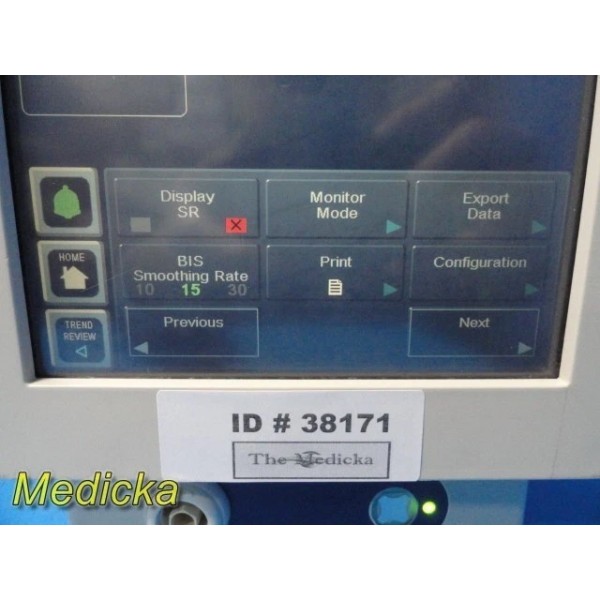 Display
SR
Monitor
Mode
Export
Data
HOME
BIS
Smoothing Rate
10 15 30
Print
Configuration
TREND
REVIEW
Previous
Next
ID # 38171
The Medicka
Medicka